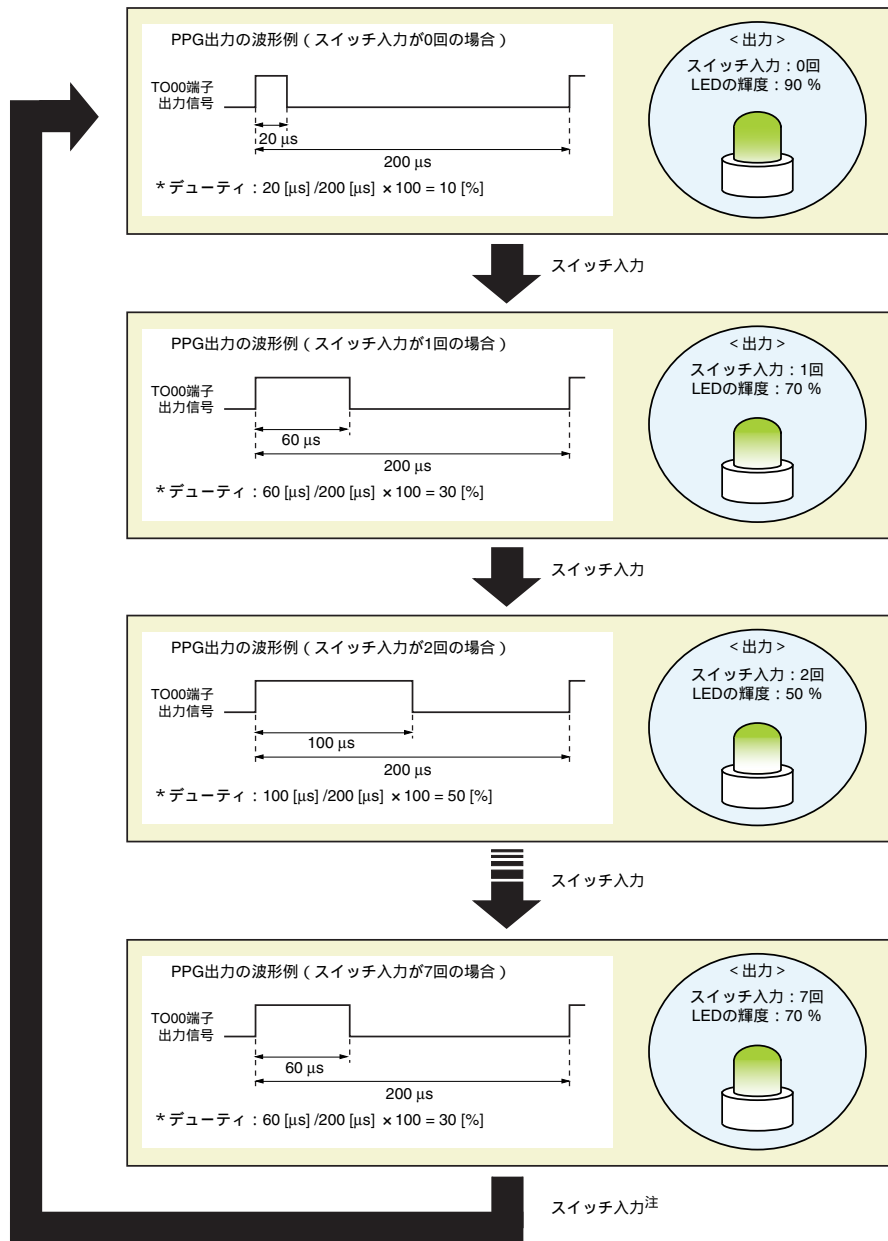 PPG出力の波形例（スイッチ入力が0回の場合）
TO00端子
出力信号
20 μs
200 μs
*デューティ：20 [μs] /200 [μs] × 100 = 10 [%]
＜出力＞
スイッチ入力：0回
LEDの輝度：90 %
スイッチ入力
PPG出力の波形例（スイッチ入力が1回の場合）
TO00端子
出力信号
60 μs
200 μs
*デューティ：60 [μs] /200 [μs] × 100 = 30 [%]
＜出力＞
スイッチ入力：1回
LEDの輝度：70 %
スイッチ入力
PPG出力の波形例（スイッチ入力が2回の場合）
TO00端子
出力信号
100 μs
200 μs
*デューティ：100 [μs] /200 [μs] × 100 = 50 [%]
＜出力＞
スイッチ入力：2回
LEDの輝度：50 %
スイッチ入力
PPG出力の波形例（スイッチ入力が7回の場合）
TO00端子
出力信号
60 μs
200 μs
*デューティ：60 [μs] /200 [μs] × 100 = 30 [%]
＜出力＞
スイッチ入力：7回
LEDの輝度：70 %
スイッチ入力注